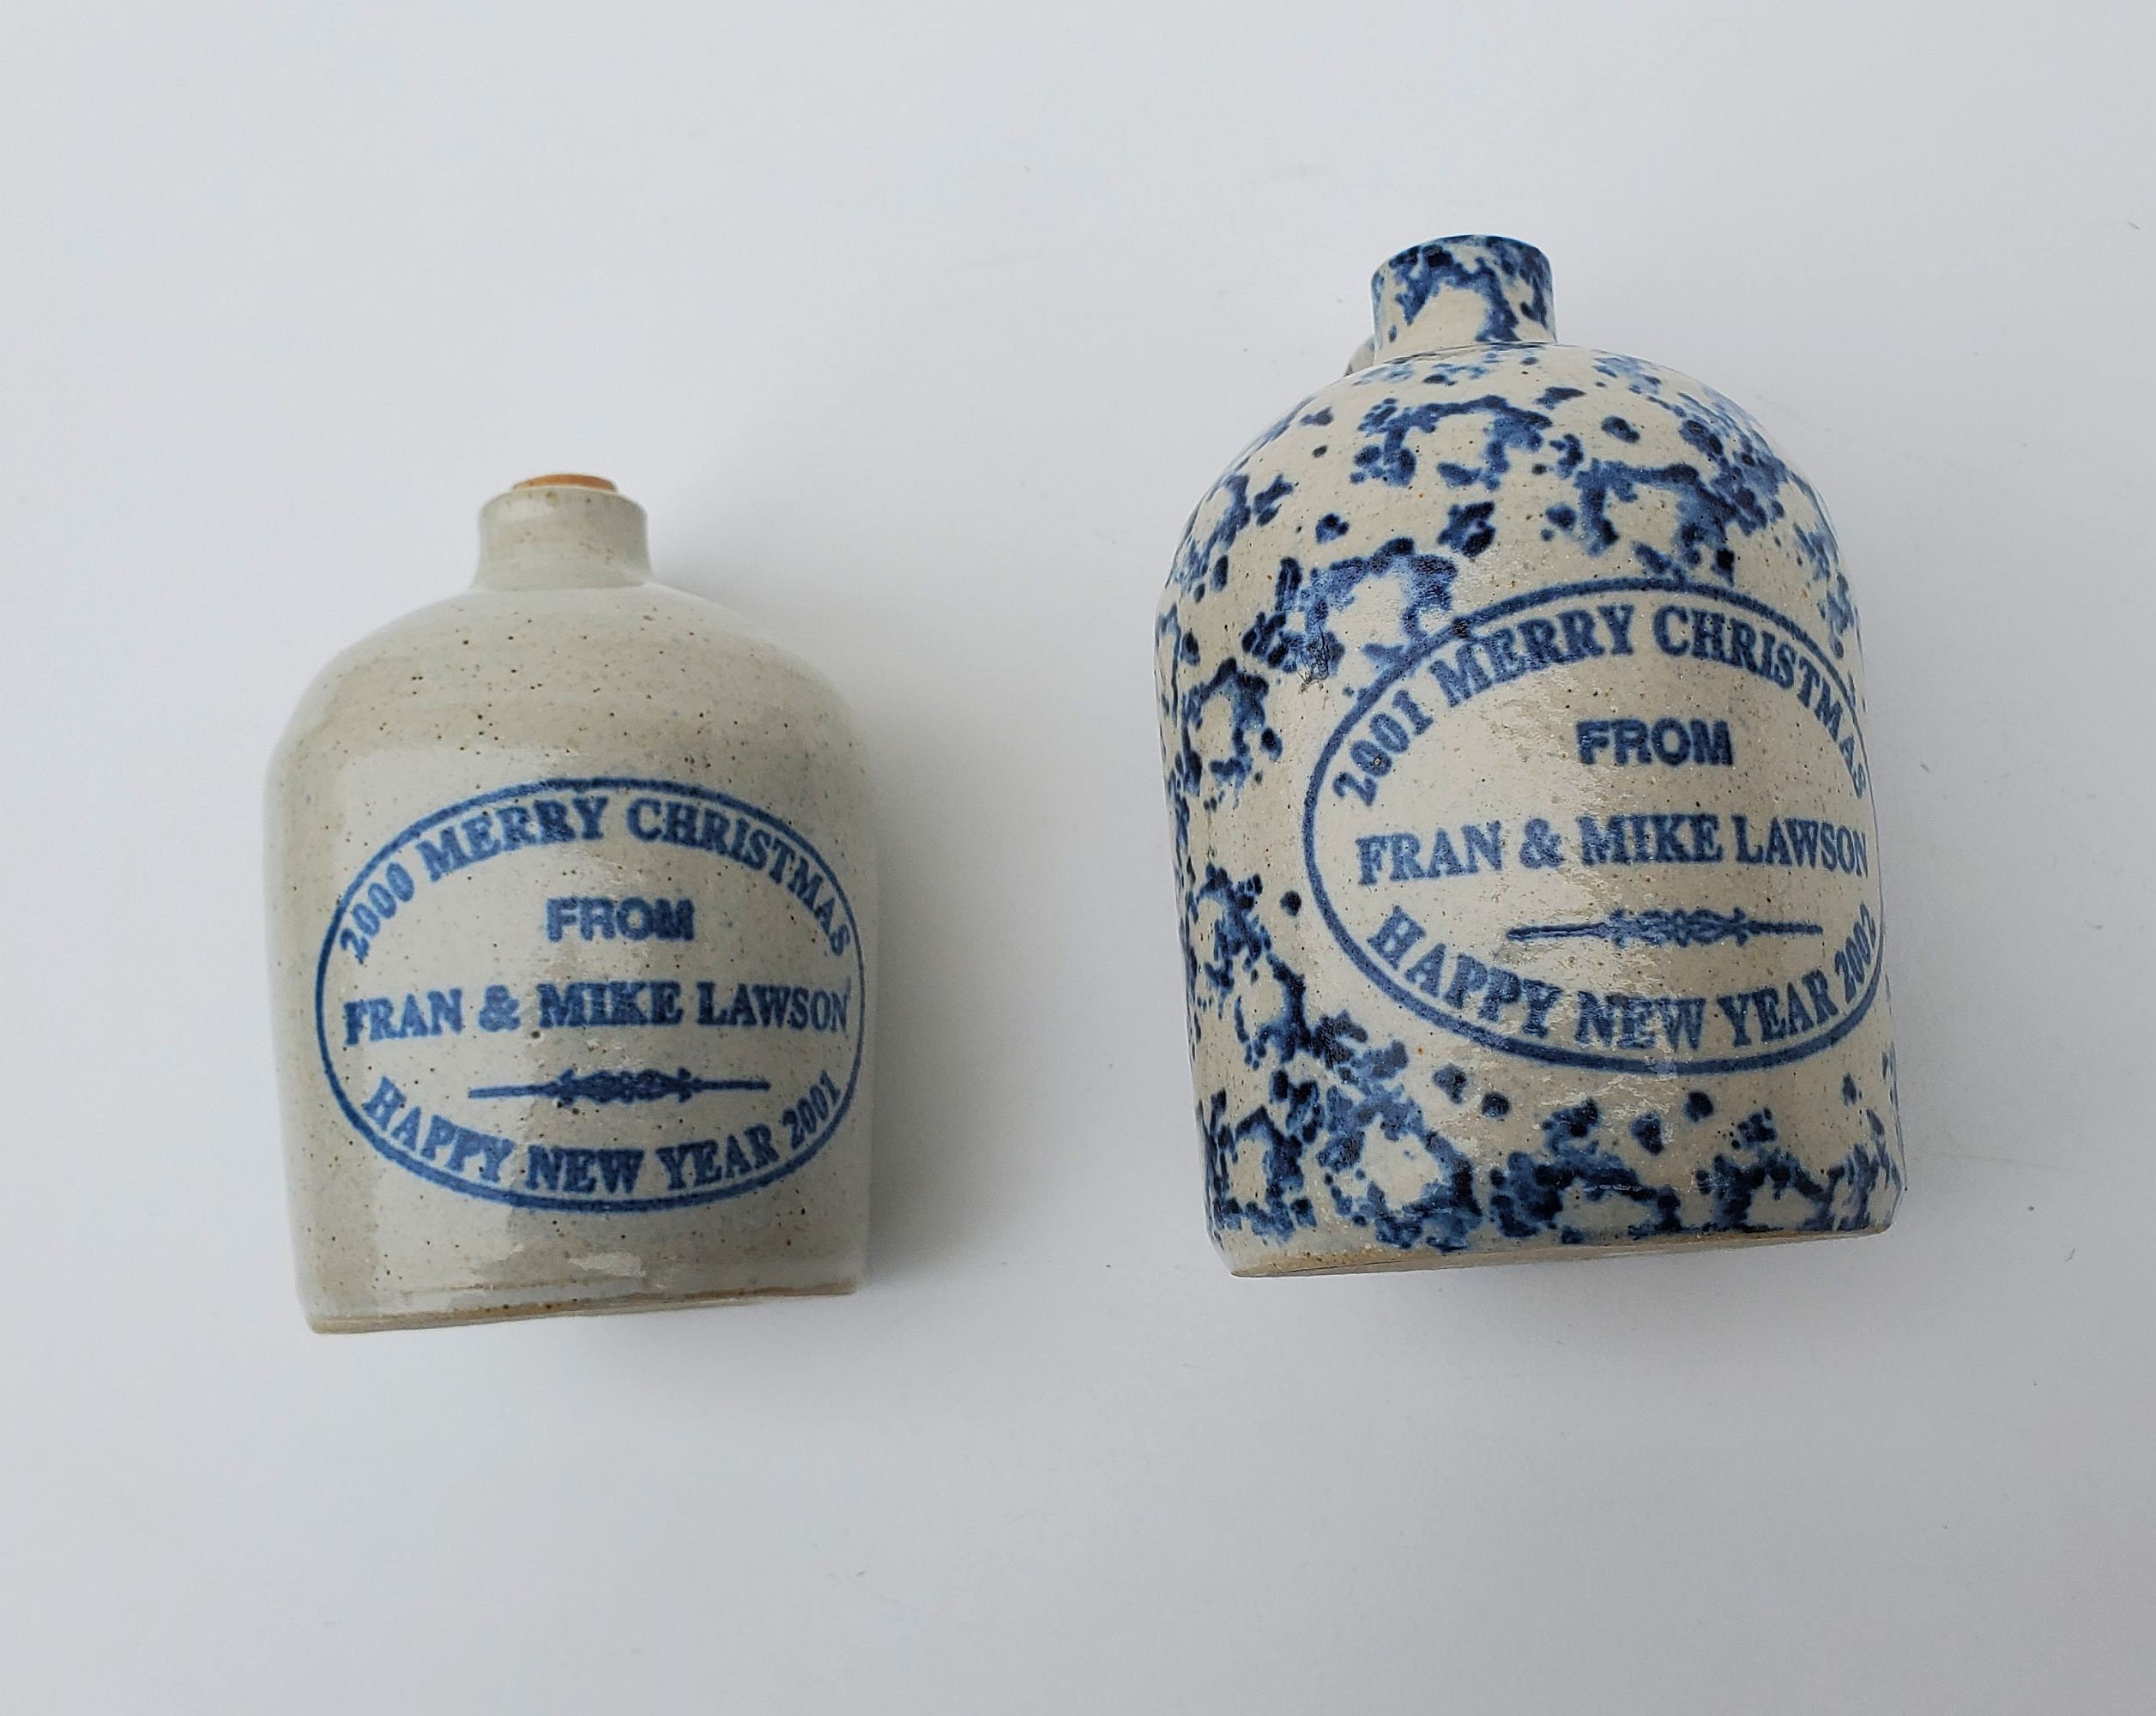 2000 MERRY CHRISTMAS
FROM
FRAN & MIKE LAWSON
HAPPY NEW YEAR 2001
2001 MERRY CHRISTMAS
FROM
FRAN & MIKE LAWSON
HAPPY NEW YEAR 2002